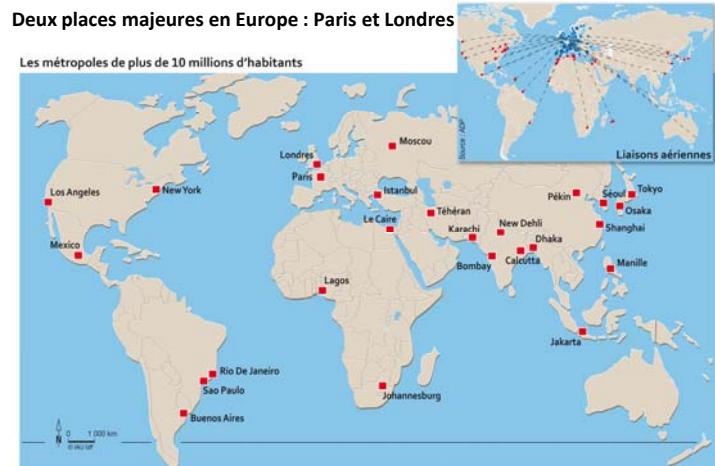 Deux places majeures en Europe : Paris et Londres
Les métropoles de plus de 10 millions d'habitants
Source : ADP
Liaisons aériennes
Moscou
Londres
Paris
Los Angeles
New York
Istanbul
Pékin
Séoul
Tokyo
Téhéran
Osaka
Le Caire
Karachi
New Dehli
Shanghai
Mexico
Dhaka
Bombay
Calcutta
Manille
Lagos
Jakarta
Rio De Janeiro
Sao Paulo
Johannesburg
Buenos Aires
N
0 1 000 km